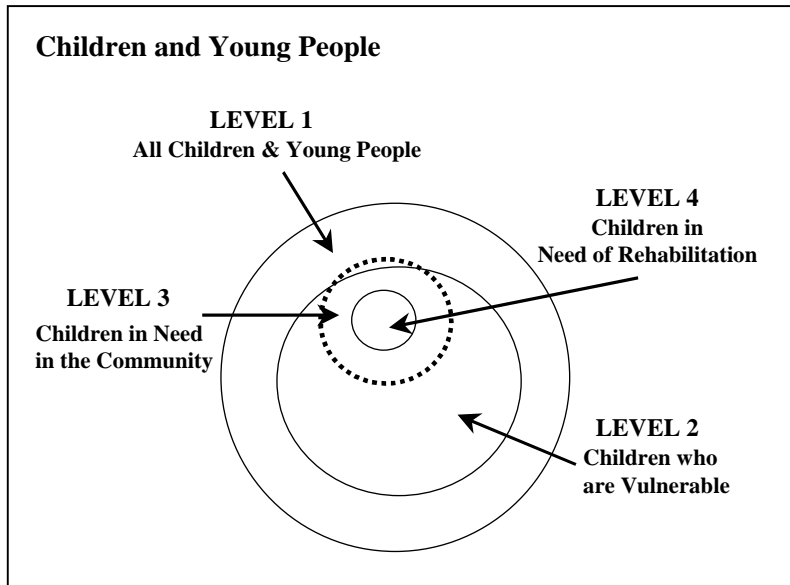 Children and Young People
LEVEL 1
All Children & Young People
LEVEL 4
Children in
Need of Rehabilitation
LEVEL 3
Children in Need
in the Community
LEVEL 2
Children who
are Vulnerable